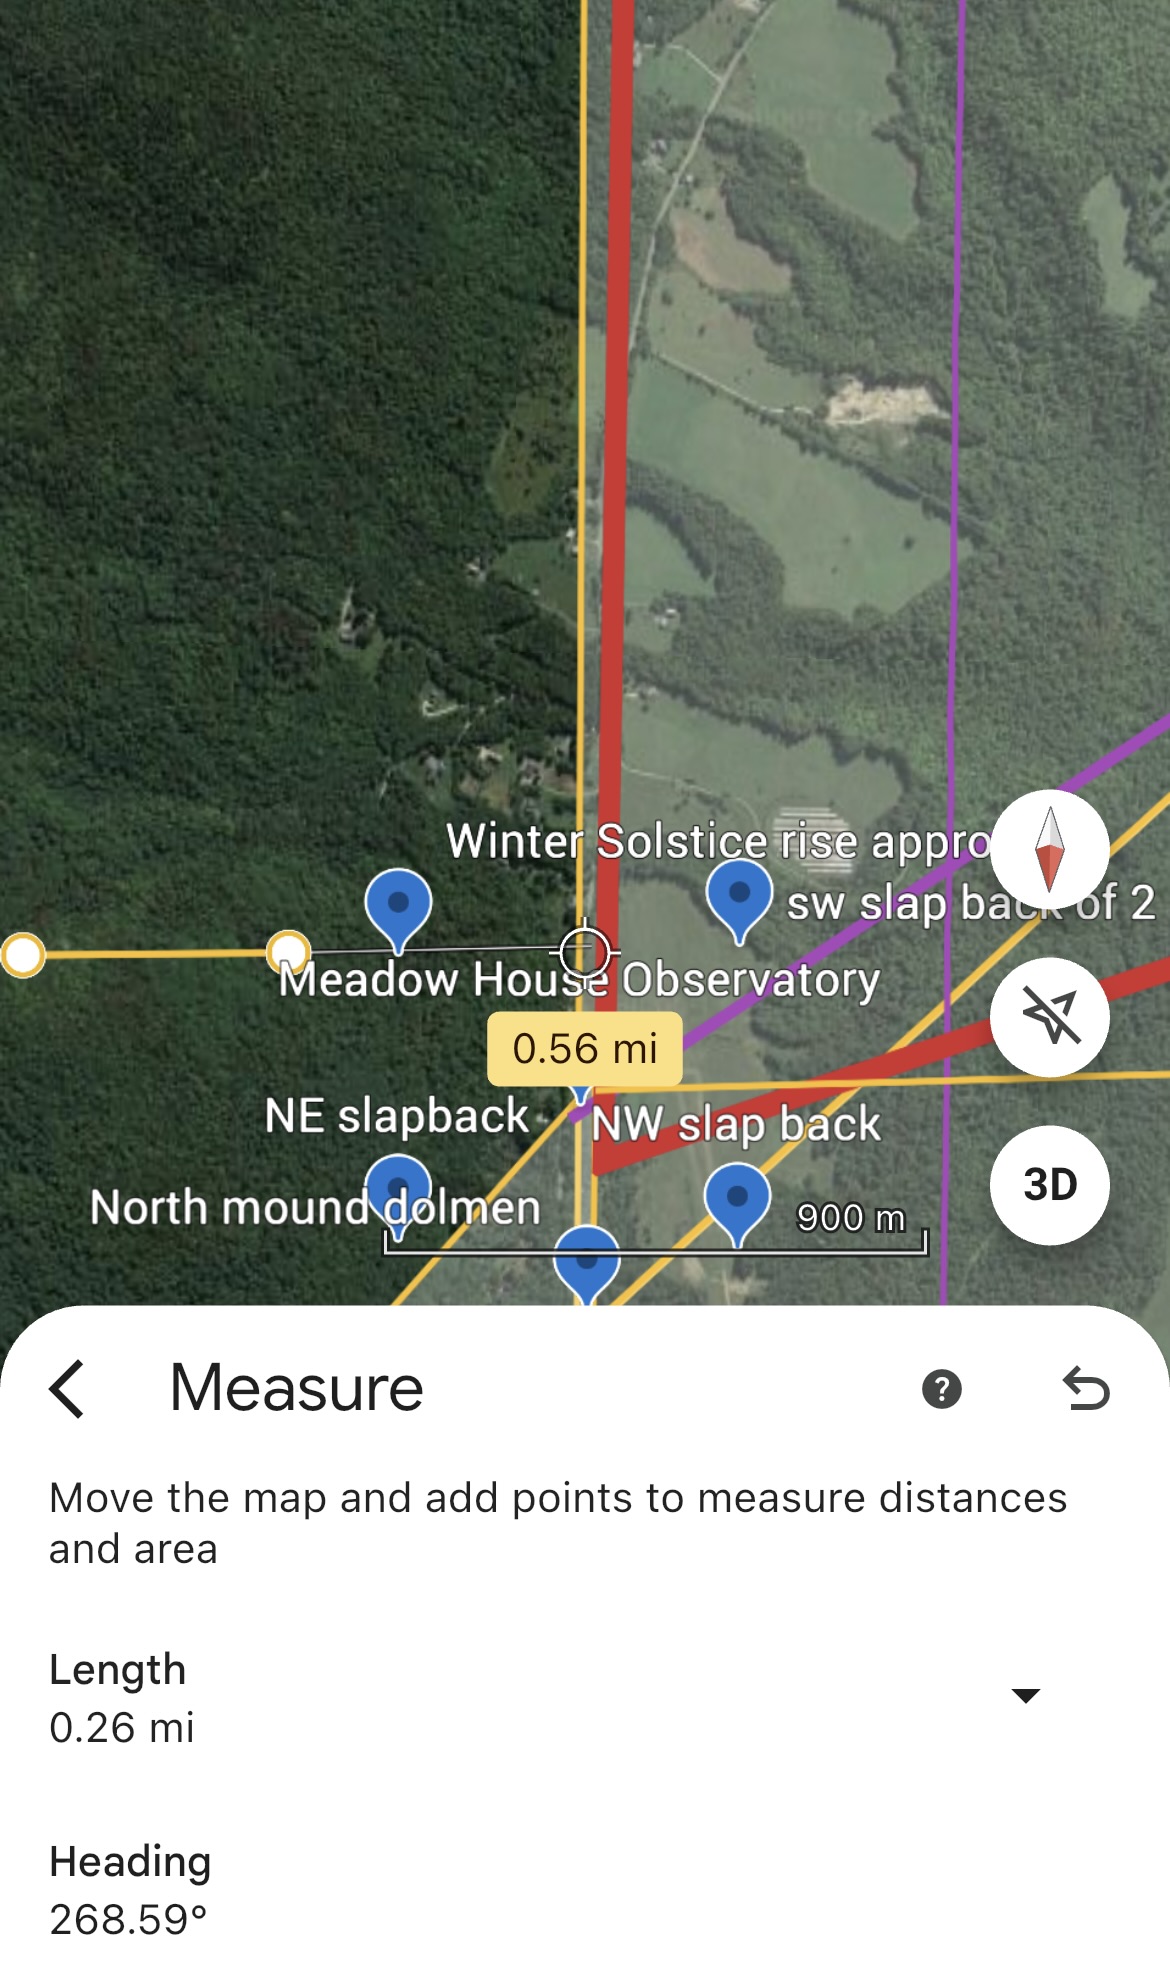 Winter Solstice rise appro
sw slap back of 2
Meadow House Observatory
0.56 mi
NE slapback
NW slap back
3D
North mound dolmen
900 m
Measure
Move the map and add points to measure distances
and area
Length
0.26 mi
Heading
268.59°